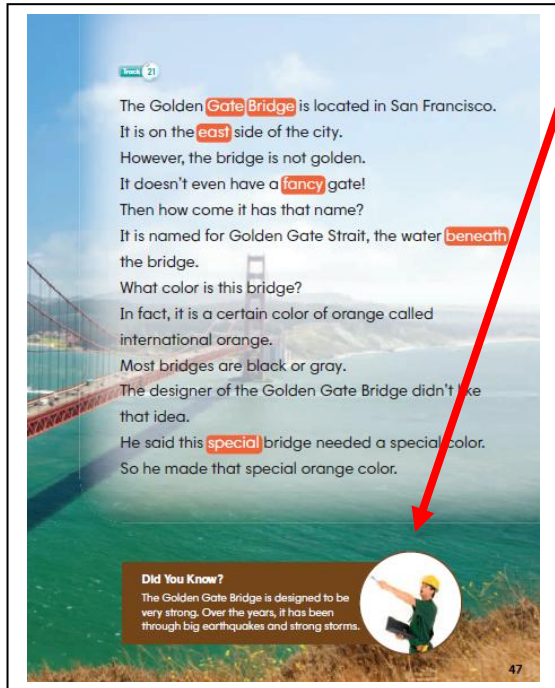 Track 21
The Golden Gate Bridge is located in San Francisco.
It is on the east side of the city.
However, the bridge is not golden.
It doesn't even have a fancy gate!
Then how come it has that name?
It is named for Golden Gate Strait, the water beneath
the bridge.
What color is this bridge?
In fact, it is a certain color of orange called
international orange.
Most bridges are black or gray.
The designer of the Golden Gate Bridge didn't like
that idea.
He said this special bridge needed a special color.
So he made that special orange color.
Did You Know?
The Golden Gate Bridge is designed to be
very strong. Over the years, it has been
through big earthquakes and strong storms.
47